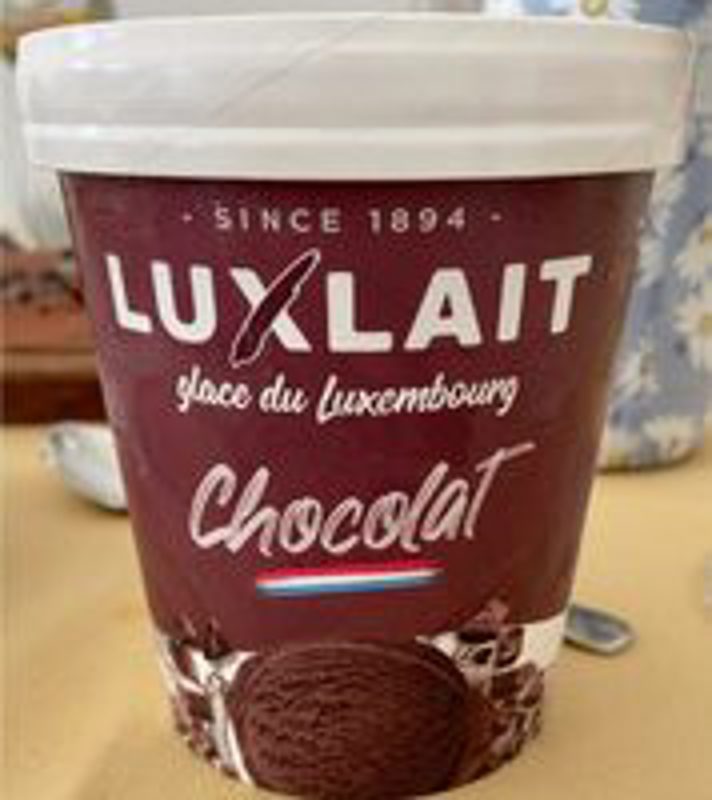 - SINCE 1894 -
LUXLAIT
glace du Luxembourg
Chocolat